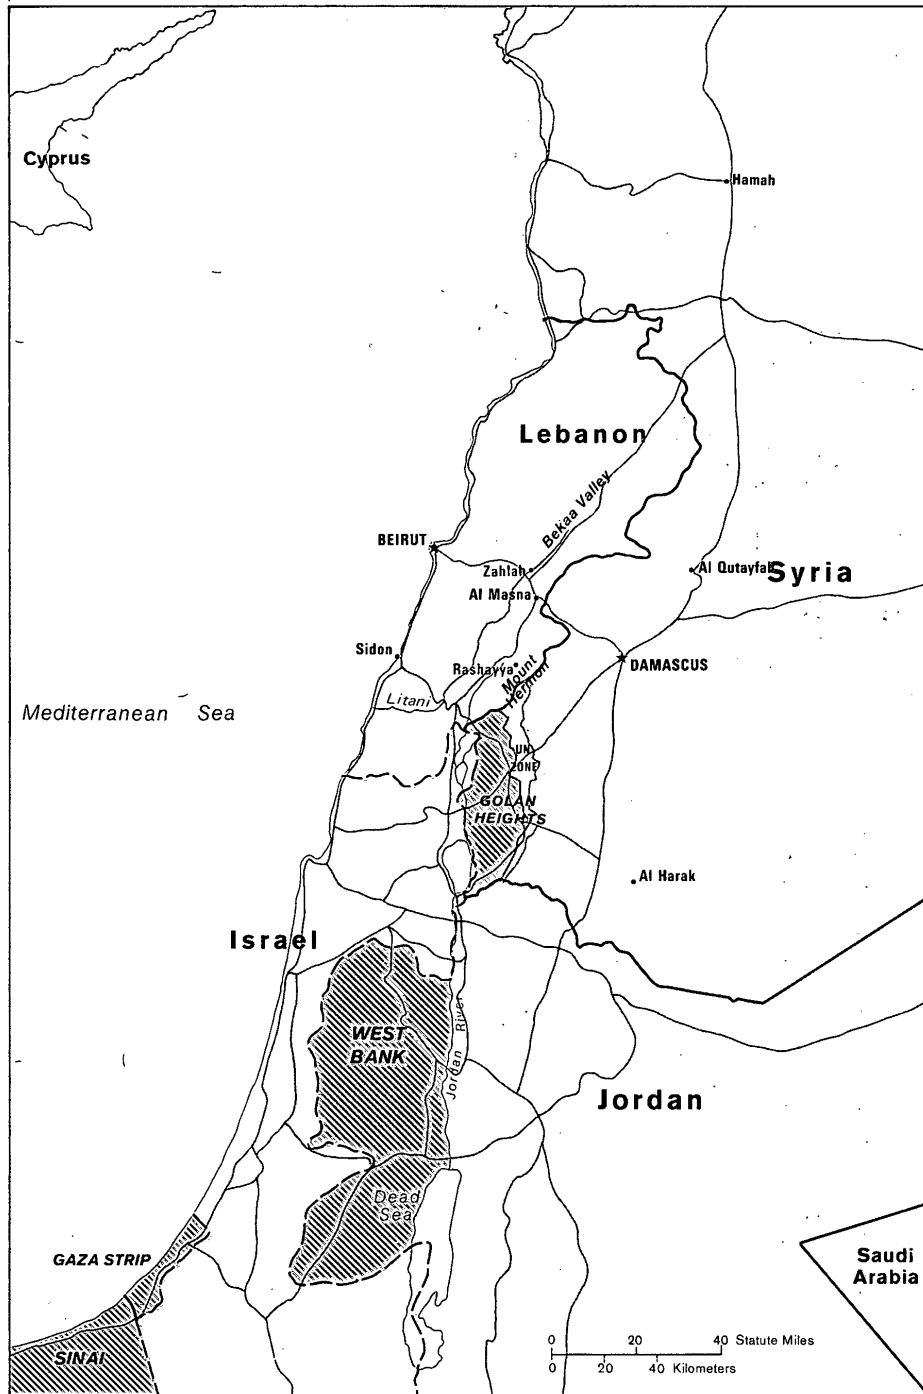 Cyprus
Hamah
Lebanon
Bekaa Valley
BEIRUT
Zahlah
Al Qutayfah
Syria
Al Masna
Sidon
Rashayya
Mount
Hermon
DAMASCUS
Litani
Mediterranean Sea
UN
ZONE
GOLAN
HEIGHTS
Al Harak
Israel
WEST
BANK
Jordan River
Jordan
Dead
Sea
GAZA STRIP
Saudi
Arabia
SINAI
0 20 40 Statute Miles
0 20 40 Kilometers